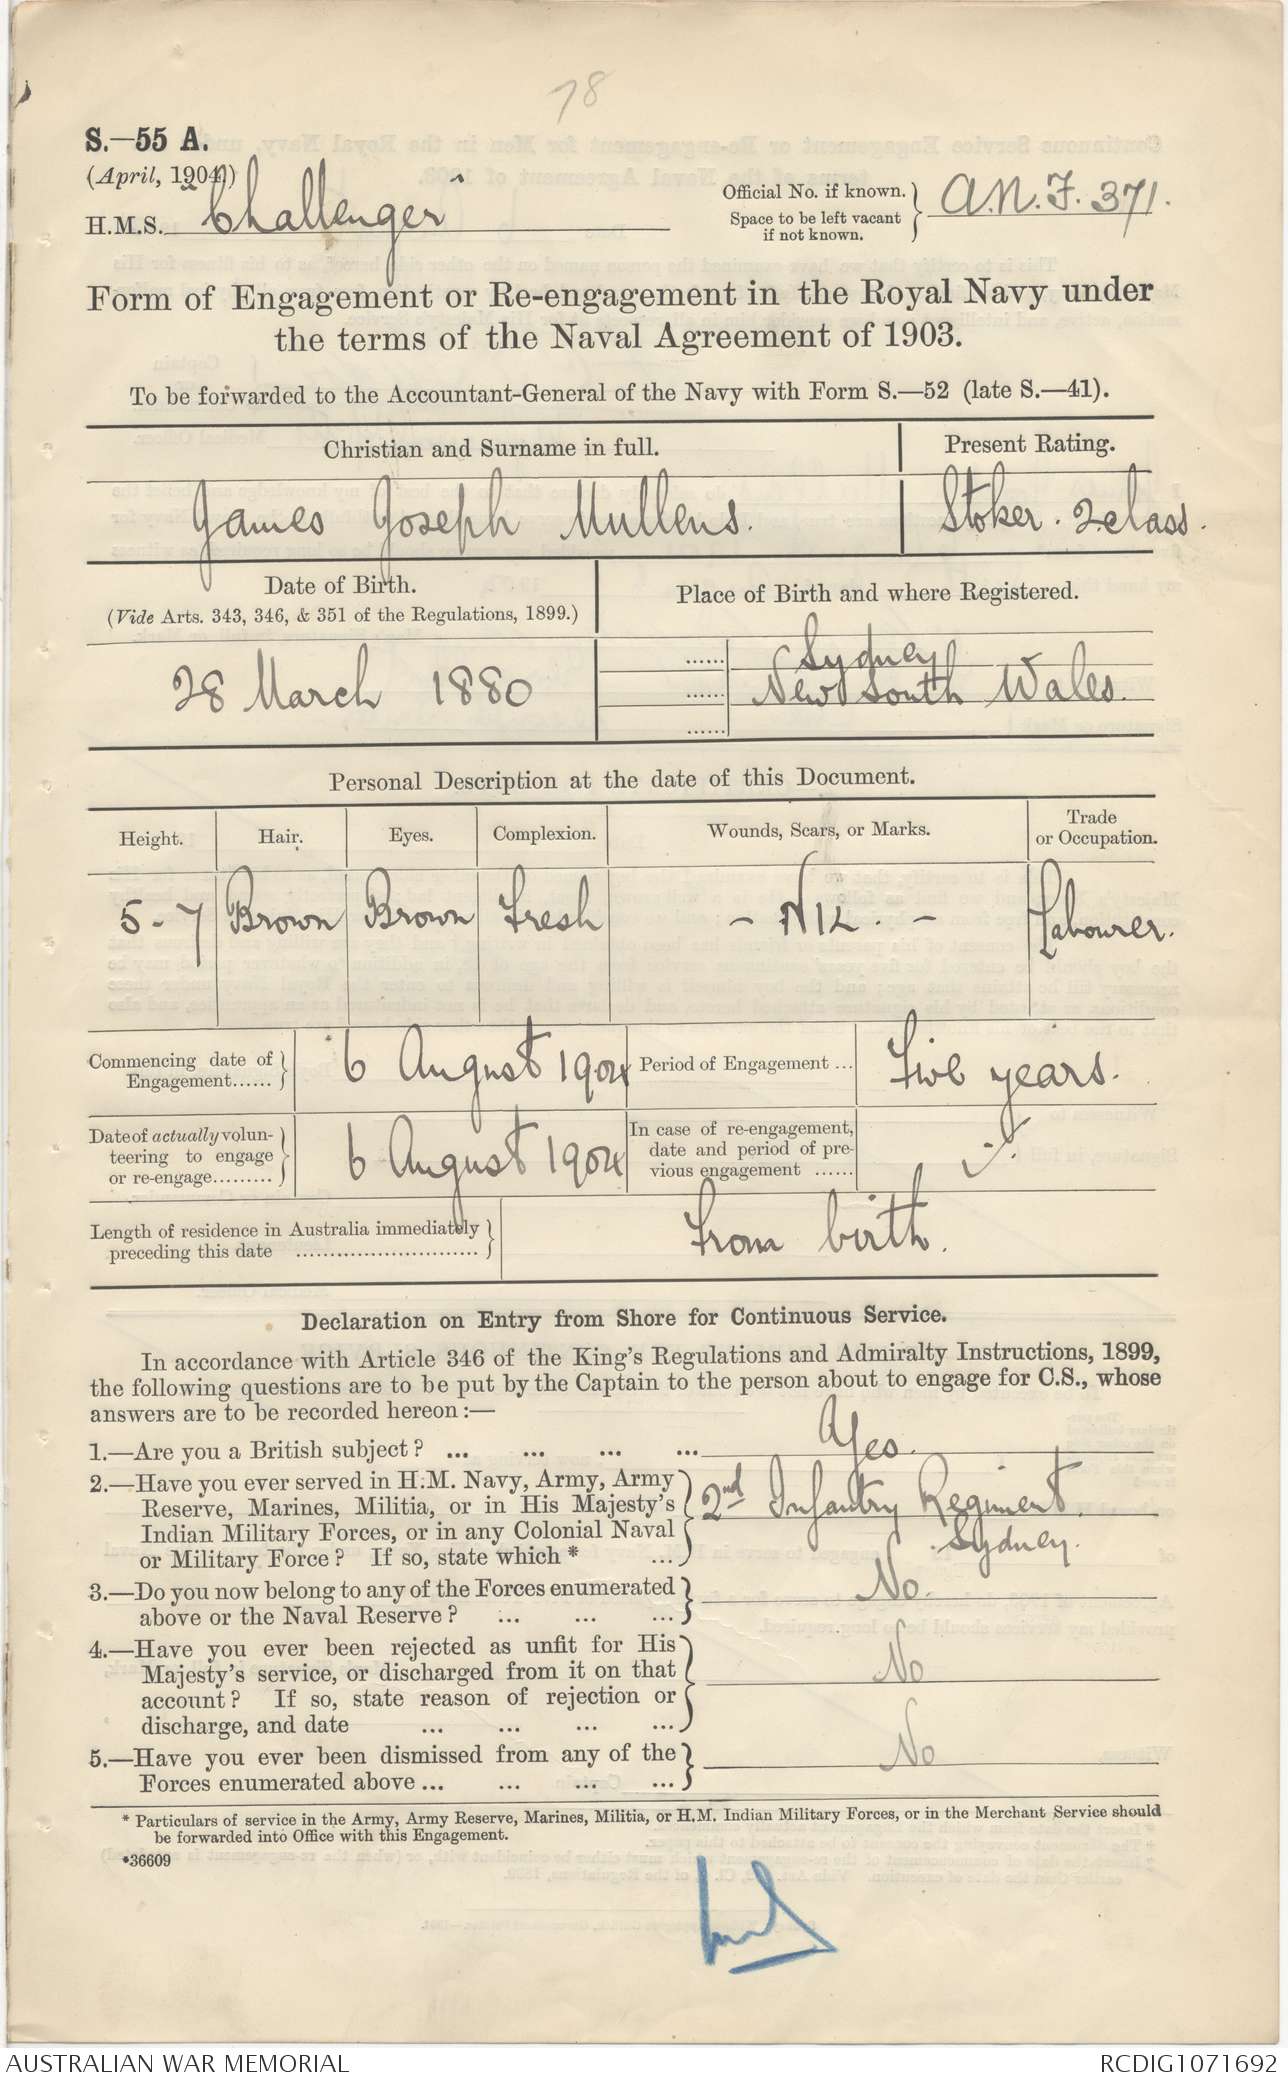 78
S.—55 A.
(April, 1904.)
H.M.S. Challenger
Official No. if known.
Space to be left vacant
if not known.
A.N.F. 371.
Form of Engagement or Re-engagement in the Royal Navy under
the terms of the Naval Agreement of 1903.
To be forwarded to the Accountant-General of the Navy with Form S.—52 (late S.—41).
Christian and Surname in full.
Present Rating.
James Joseph Mullens.
Stoker. 2 class.
Date of Birth.
(Vide Arts. 343, 346, & 351 of the Regulations, 1899.)
Place of Birth and where Registered.
28 March 1880
...... Sydney
...... New South Wales.
......
Personal Description at the date of this Document.
Height. Hair. Eyes. Complexion. Wounds, Scars, or Marks. Trade
or Occupation.
5-7 Brown Brown Fresh - NIL. - Labourer.
Commencing date of
Engagement......
6 August 1904
Period of Engagement ...
Five years.
Date of actually volun-
teering to engage
or re-engage.........
6 August 1904
In case of re-engagement,
date and period of pre-
vious engagement ......
Length of residence in Australia immediately
preceding this date ............................
From birth.
Declaration on Entry from Shore for Continuous Service.
In accordance with Article 346 of the King's Regulations and Admiralty Instructions, 1899,
the following questions are to be put by the Captain to the person about to engage for C.S., whose
answers are to be recorded hereon:—
1.—Are you a British subject? ... ... ... ...
Yes.
2.—Have you ever served in H.M. Navy, Army, Army
Reserve, Marines, Militia, or in His Majesty's
Indian Military Forces, or in any Colonial Naval
or Military Force? If so, state which * ...
2nd Infantry Regiment.
Sydney.
3.—Do you now belong to any of the Forces enumerated
above or the Naval Reserve? ... ... ...
No.
4.—Have you ever been rejected as unfit for His
Majesty's service, or discharged from it on that
account? If so, state reason of rejection or
discharge, and date ... ... ... ...
No
5.—Have you ever been dismissed from any of the
Forces enumerated above ... ... ... ...
No
* Particulars of service in the Army, Army Reserve, Marines, Militia, or H.M. Indian Military Forces, or in the Merchant Service should
be forwarded into Office with this Engagement.
*36609
AUSTRALIAN WAR MEMORIAL
RCDIG1071692